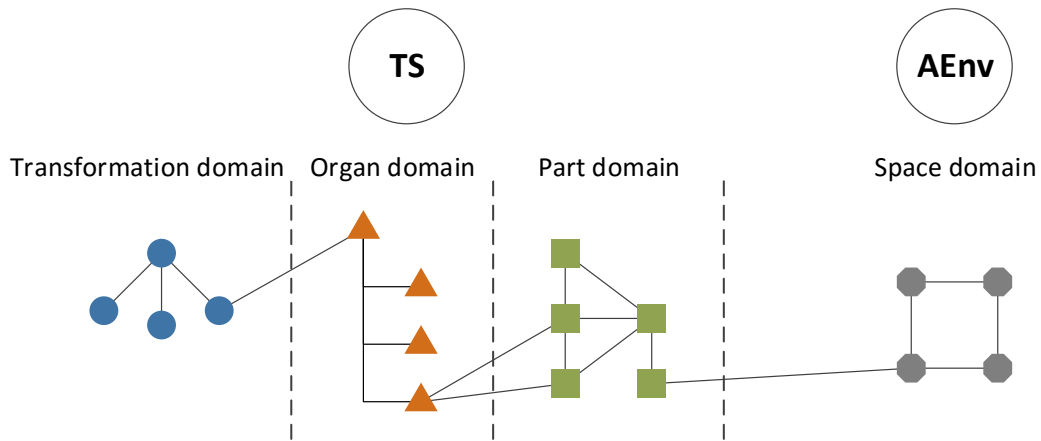 TS
AEnv
Transformation domain
Organ domain
Part domain
Space domain